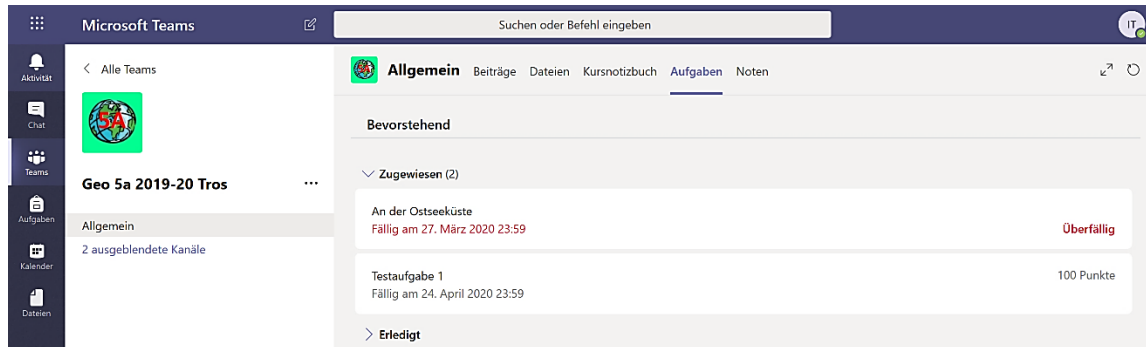 Microsoft Teams
Suchen oder Befehl eingeben
IT
Aktivität
Chat
Teams
Aufgaben
Kalender
Dateien
Alle Teams
5A
Geo 5a 2019-20 Tros
...
Allgemein
2 ausgeblendete Kanäle
5A
Allgemein Beiträge Dateien Kursnotizbuch Aufgaben Noten
Bevorstehend
Zugewiesen (2)
An der Ostseeküste
Fällig am 27. März 2020 23:59
Überfällig
Testaufgabe 1
100 Punkte
Fällig am 24. April 2020 23:59
Erledigt